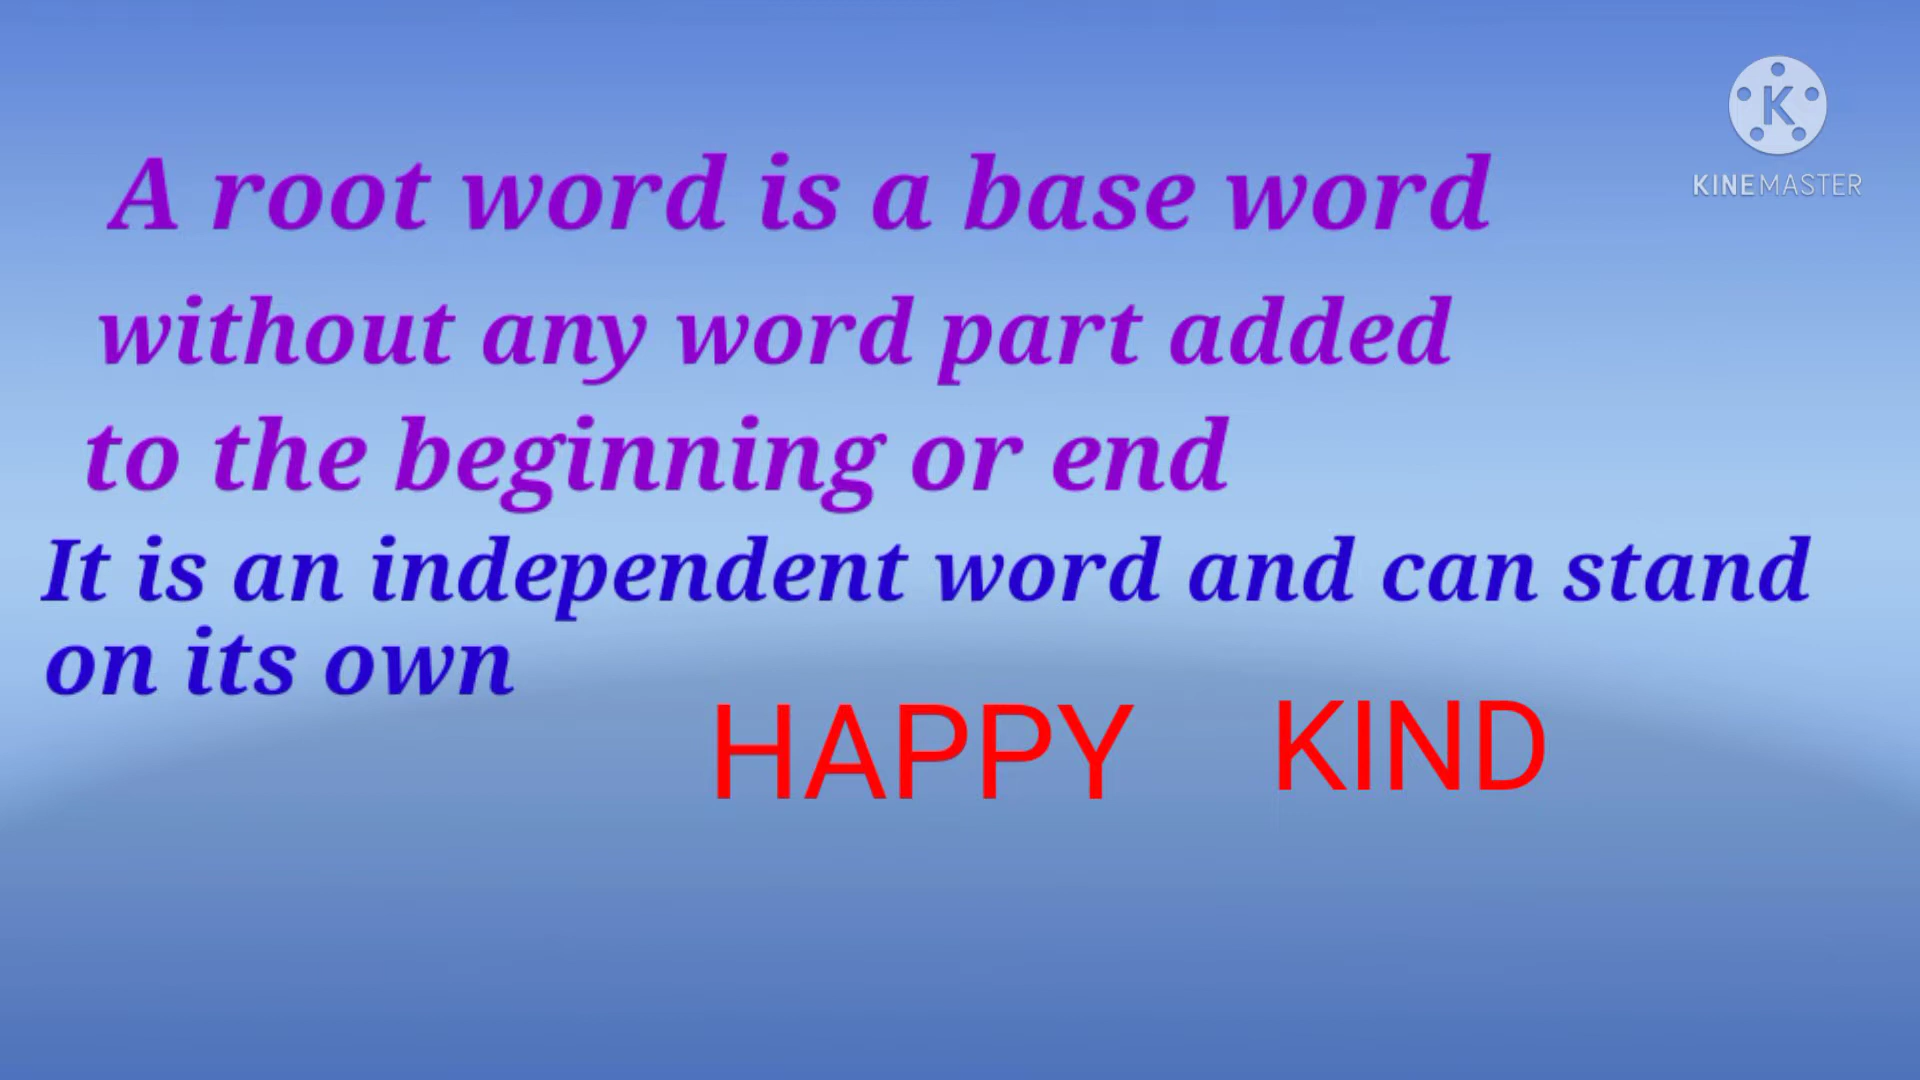 K
KINEMASTER
A root word is a base word
without any word part added
to the beginning or end
It is an independent word and can stand
on its own
HAPPY KIND